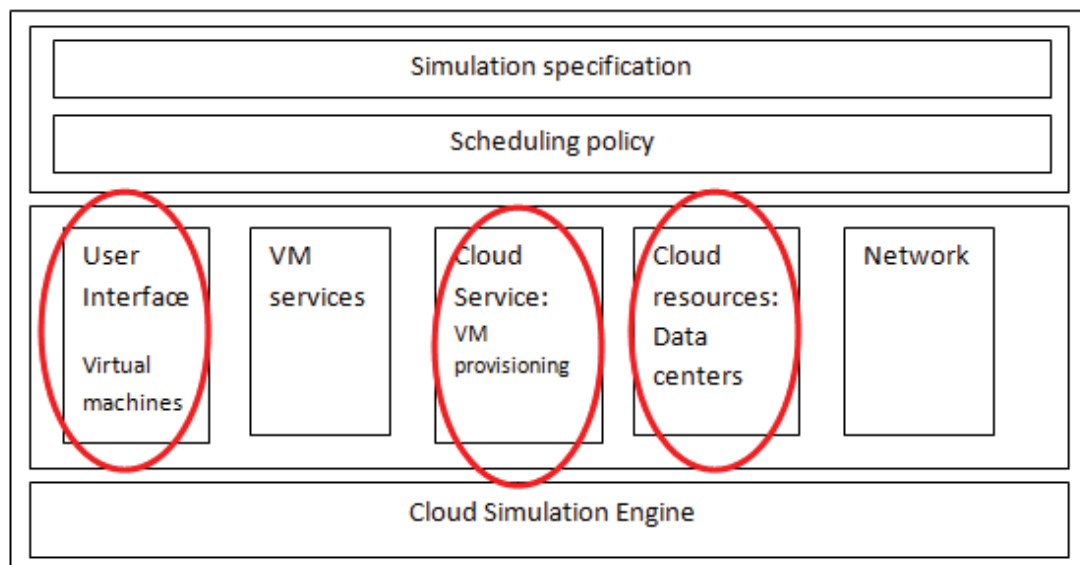 Simulation specification
Scheduling policy
User
Interface
Virtual
machines
VM
services
Cloud
Service:
VM
provisioning
Cloud
resources:
Data
centers
Network
Cloud Simulation Engine